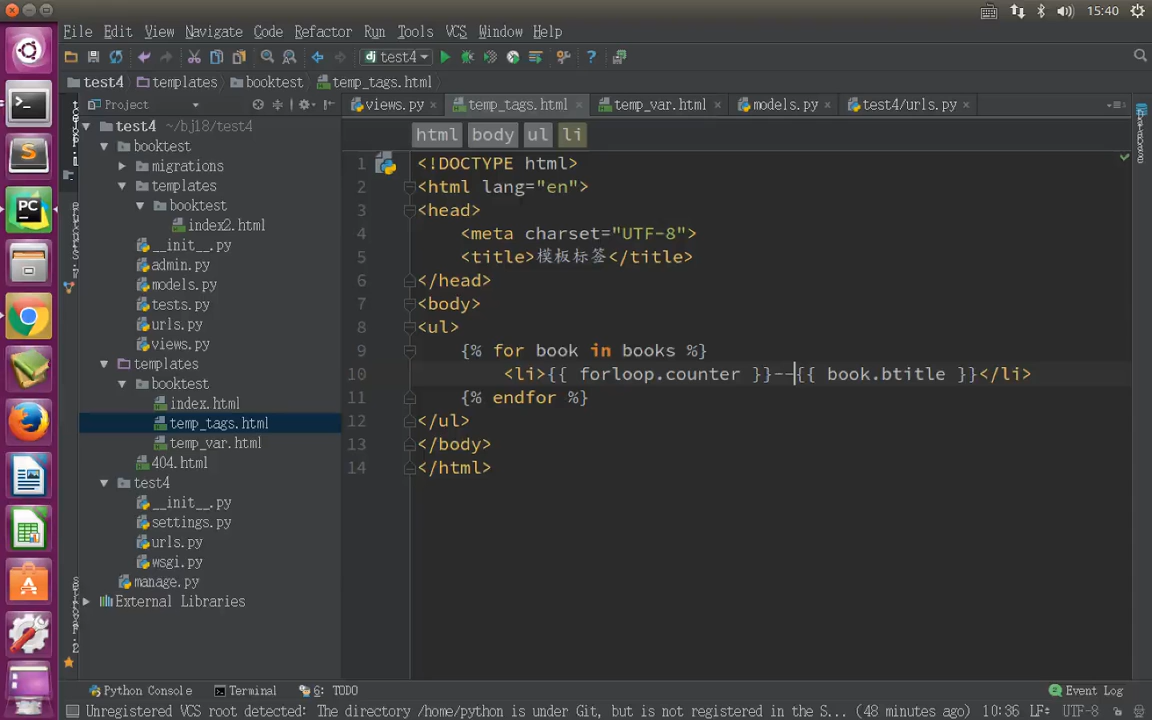 15:40
File Edit View Navigate Code Refactor Run Tools VCS Window Help
test4
test4 templates booktest temp_tags.html
Project
views.py temp_tags.html temp_var.html models.py test4/urls.py
html body ul li
test4 ~/bj18/test4
booktest
migrations
templates
booktest
index2.html
__init__.py
admin.py
models.py
tests.py
urls.py
views.py
templates
booktest
index.html
temp_tags.html
temp_var.html
404.html
test4
__init__.py
settings.py
urls.py
wsgi.py
manage.py
External Libraries
1 <!DOCTYPE html>
2 <html lang="en">
3 <head>
4 <meta charset="UTF-8">
5 <title>模板标签</title>
6 </head>
7 <body>
8 <ul>
9 {% for book in books %}
10 <li>{{ forloop.counter }}--{{ book.btitle }}</li>
11 {% endfor %}
12 </ul>
13 </body>
14 </html>
Python Console Terminal 6: TODO Event Log
Unregistered VCS root detected: The directory /home/python is under Git, but is not registered in the S... (48 minutes ago) 10:36 LF÷ UTF-8